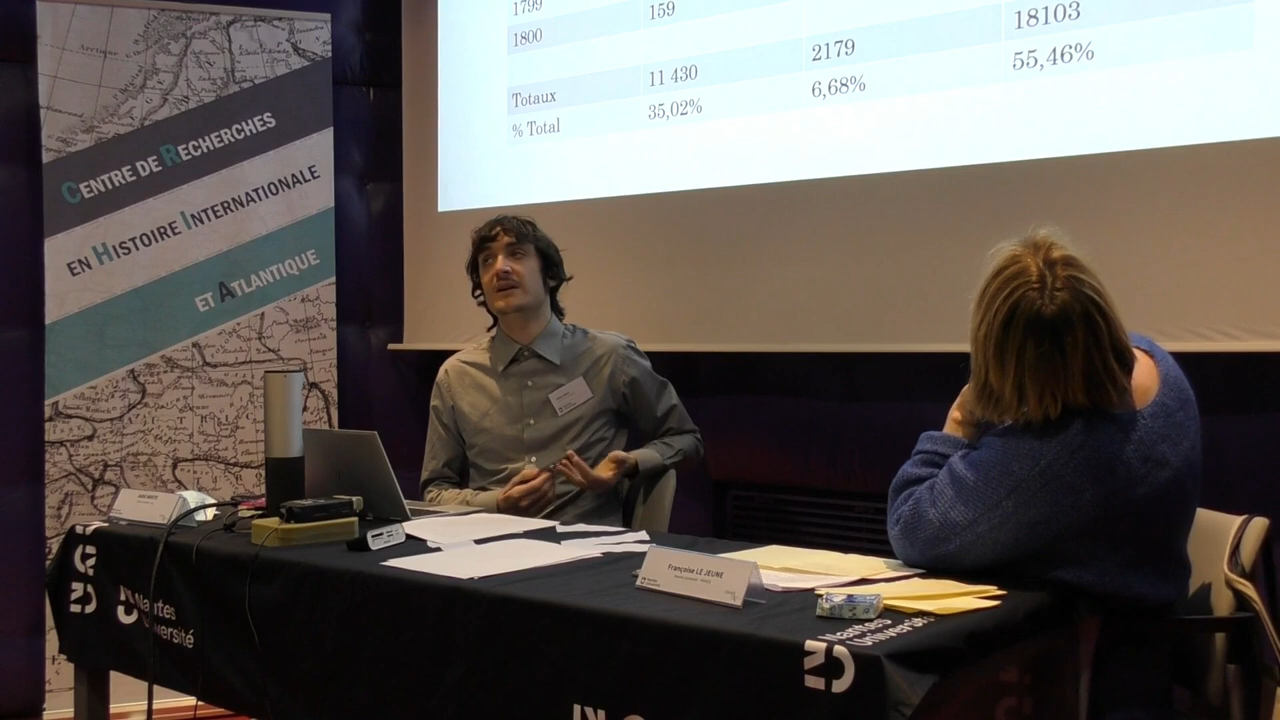 1799 159
1800 18103
11 430 2179 55,46%
Totaux 6,68%
% Total 35,02%
CENTRE DE RECHERCHES
EN HISTOIRE INTERNATIONALE
ET ATLANTIQUE
Nantes
Université
Françoise LE JEUNE
Nantes
Université